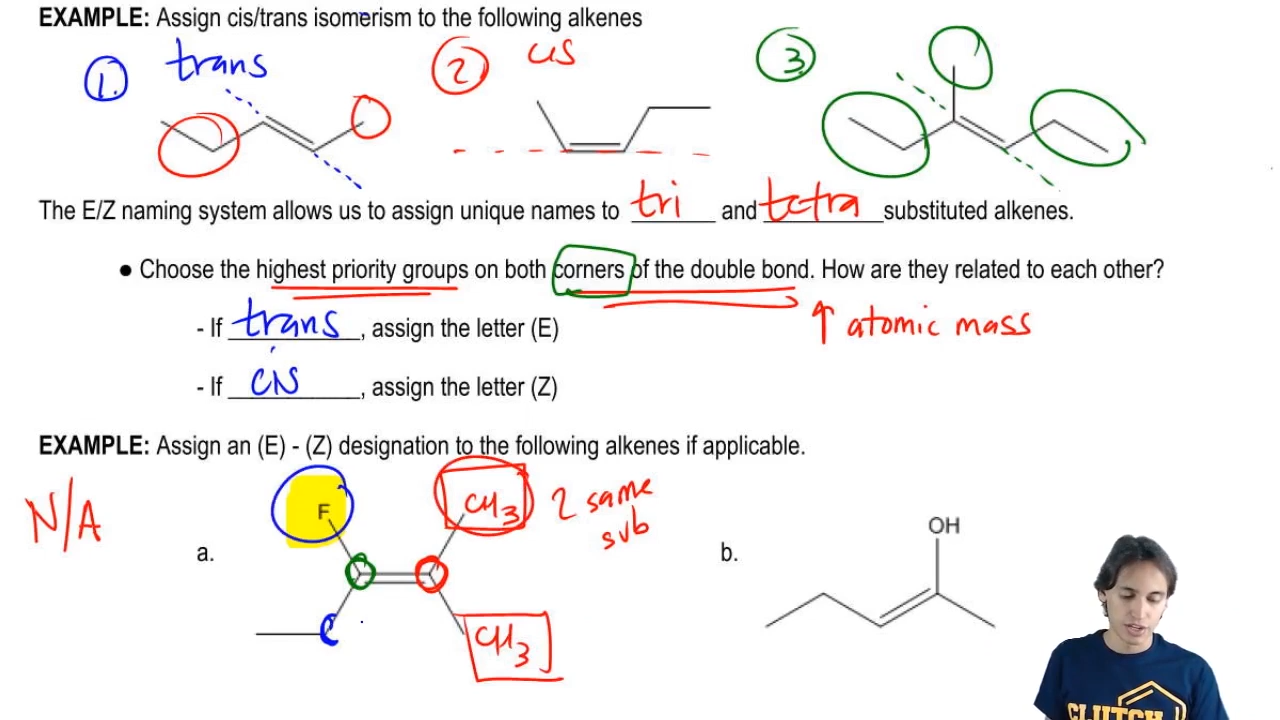 EXAMPLE: Assign cis/trans isomerism to the following alkenes
1. trans
2 cis
3.
The E/Z naming system allows us to assign unique names to tri and tetra substituted alkenes.
● Choose the highest priority groups on both corners of the double bond. How are they related to each other?
- If trans, assign the letter (E)
↑ atomic mass
- If cis, assign the letter (Z)
EXAMPLE: Assign an (E) - (Z) designation to the following alkenes if applicable.
N/A
a.
F
CH3
2 same
sub
C
CH3
b.
OH
CLUTCH